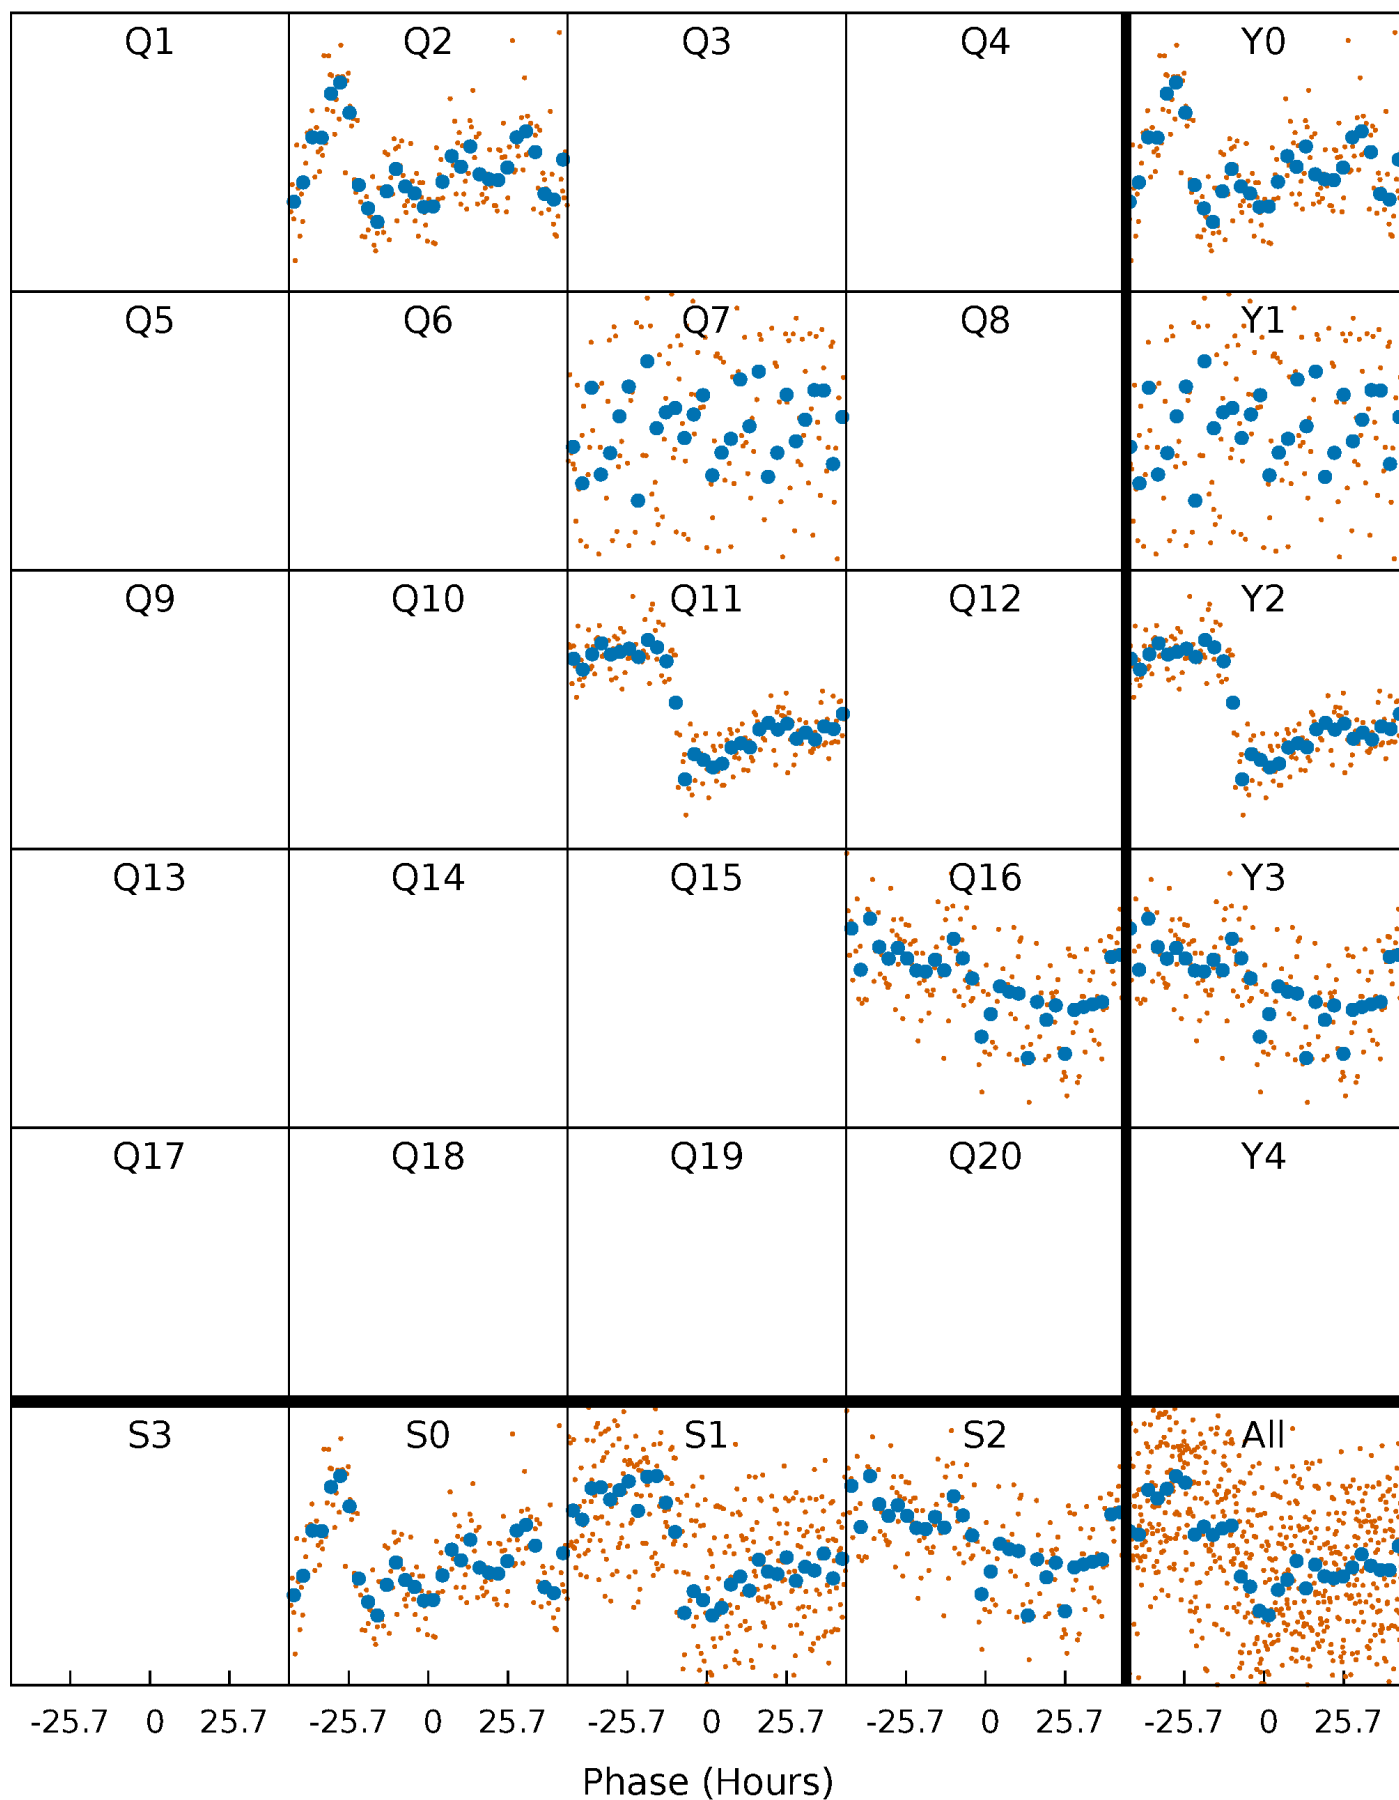 Q1 Q2 Q3 Q4 Y0
Q5 Q6 Q7 Q8 Y1
Q9 Q10 Q11 Q12 Y2
Q13 Q14 Q15 Q16 Y3
Q17 Q18 Q19 Q20 Y4
S3 S0 S1 S2 All
-25.7 0 25.7 -25.7 0 25.7 -25.7 0 25.7 -25.7 0 25.7 -25.7 0 25.7
Phase (Hours)